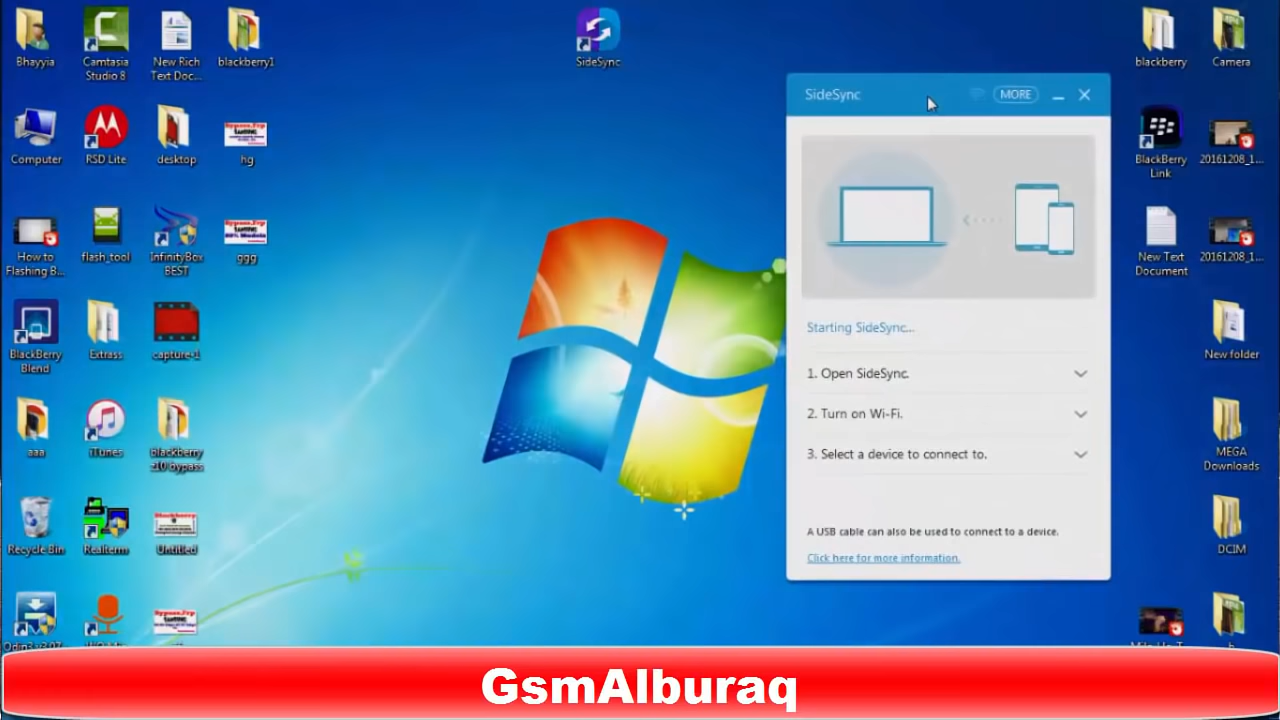 Bhayyia
Camtasia
Studio 8
New Rich
Text Doc...
blackberry1
SideSync
blackberry
Camera
SideSync
MORE
Computer
RSD Lite
desktop
hg
BlackBerry
Link
20161208_1...
How to
Flashing B...
flash_tool
InfinityBox
BEST
ggg
New Text
Document
20161208_1...
Starting SideSync...
1. Open SideSync.
2. Turn on Wi-Fi.
3. Select a device to connect to.
A USB cable can also be used to connect to a device.
Click here for more information.
BlackBerry
Blend
Extrass
capture-1
New folder
aaa
iTunes
blackberry
z10 bypass
MEGA
Downloads
Recycle Bin
Realterm
Untitled
DCIM
GsmAlburaq